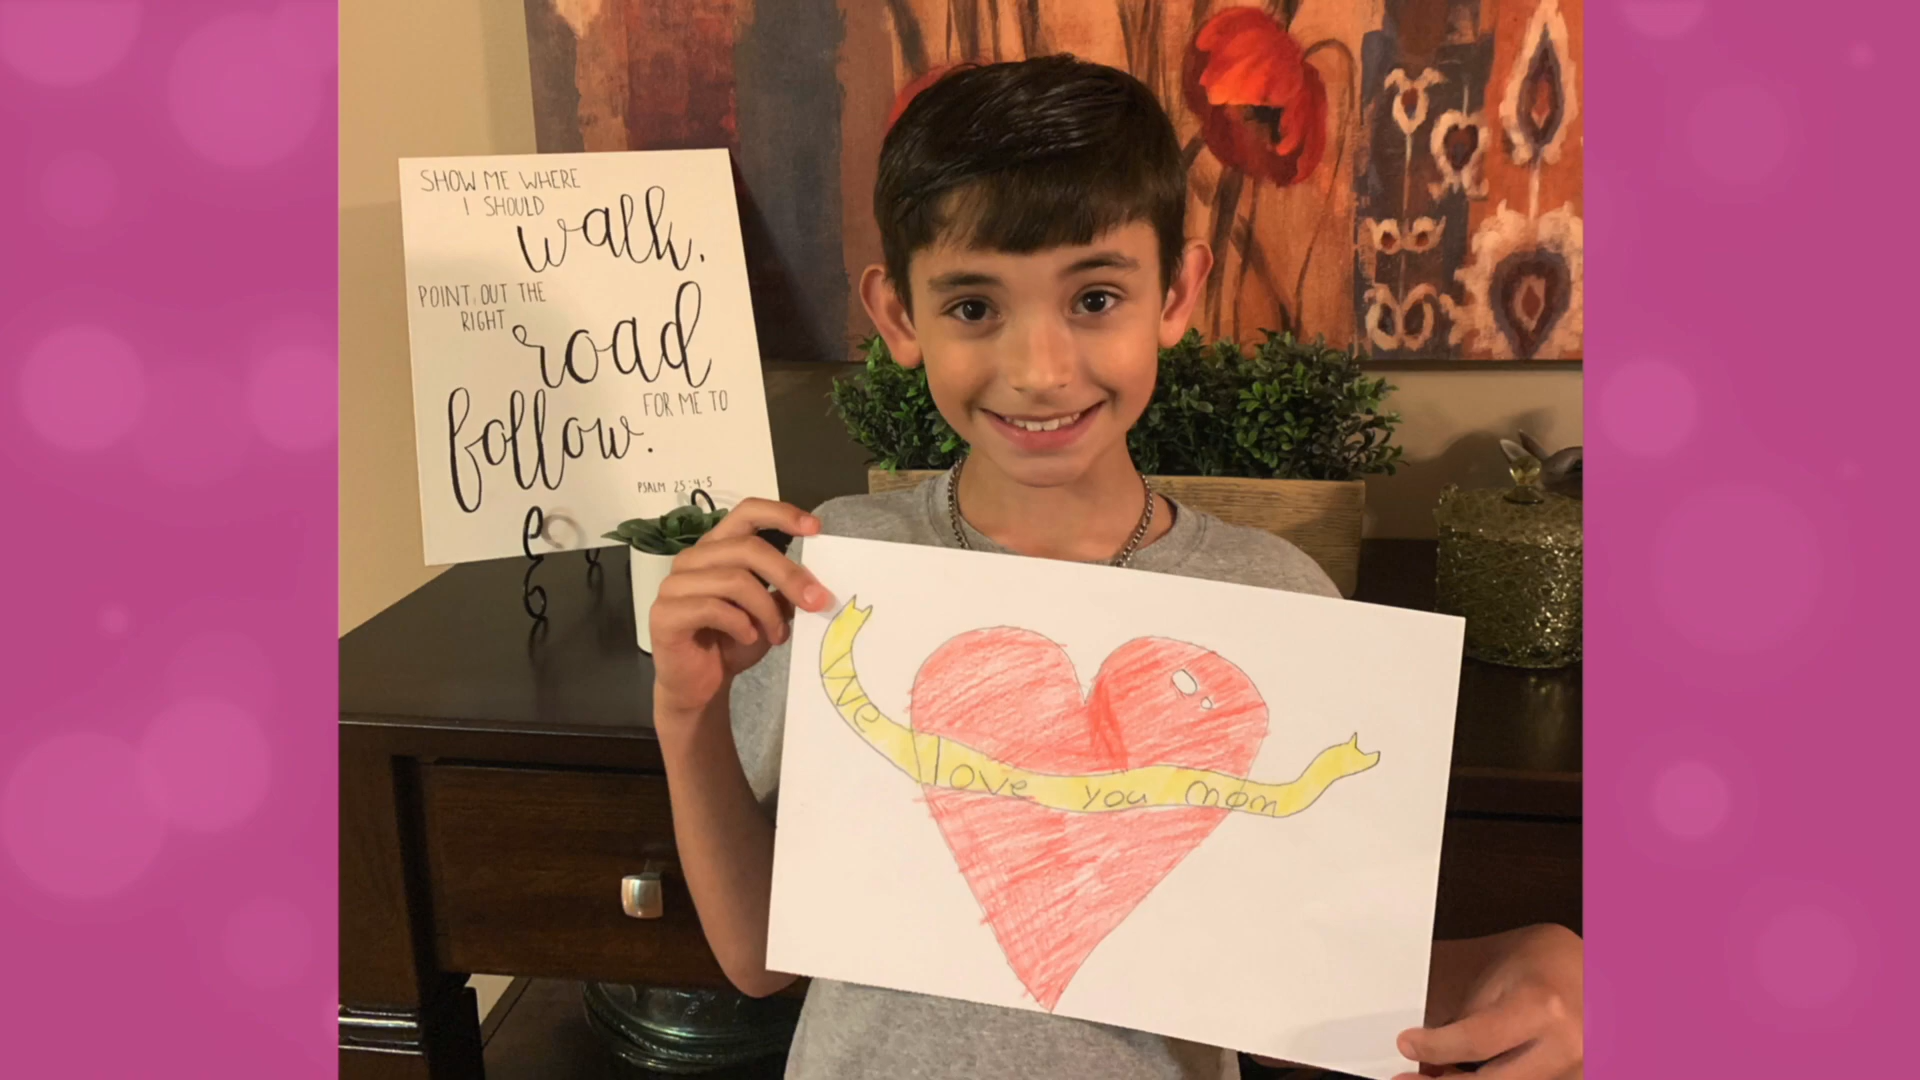 SHOW ME WHERE
I SHOULD
walk.
POINT OUT THE
RIGHT
road
FOR ME TO
follow.
PSALM 25:4-5
We love you mom